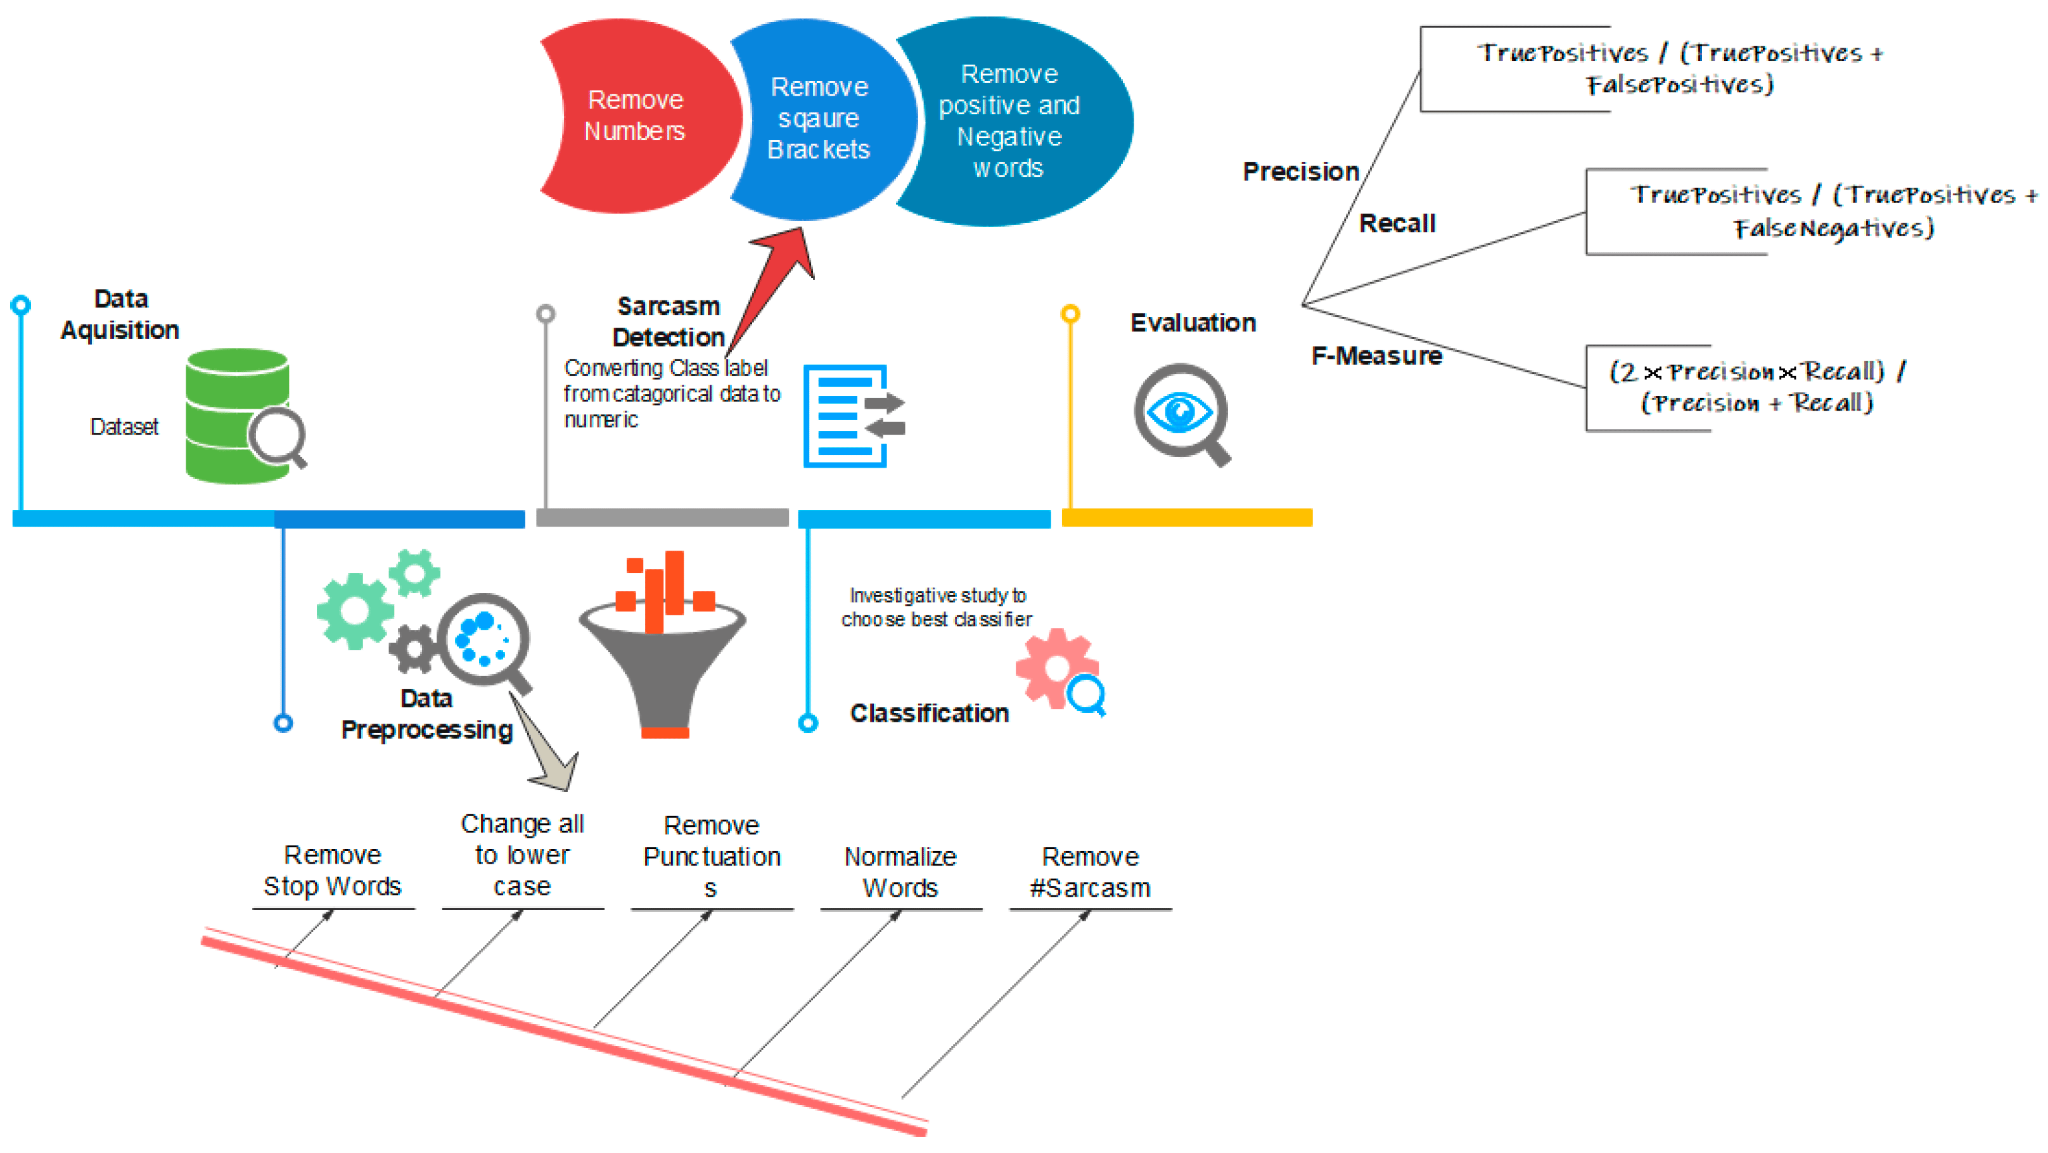 Remove
Numbers
Remove
sqaure
Brackets
Remove
positive and
Negative
words
TruePositives / (TruePositives +
FalsePositives)
Precision
TruePositives / (TruePositives +
FalseNegatives)
Recall
F-Measure
(2 × Precision × Recall) /
(Precision + Recall)
Data
Aquisition
Dataset
Sarcasm
Detection
Converting Class label
from catagorical data to
numeric
Evaluation
Data
Preprocessing
Investigative study to
choose best classifier
Classification
Remove
Stop Words
Change all
to lower
case
Remove
Punctuation
s
Normalize
Words
Remove
#Sarcasm